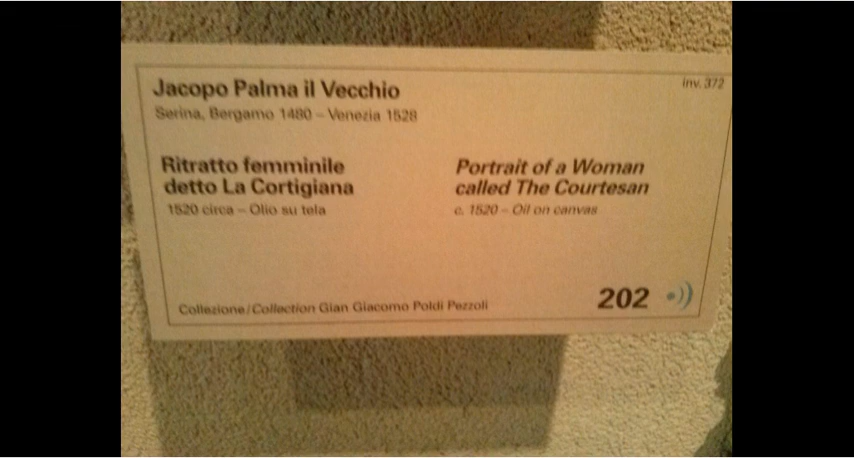 Jacopo Palma il Vecchio
inv. 372
Serina, Bergamo 1480 – Venezia 1528
Ritratto femminile
detto La Cortigiana
1520 circa – Olio su tela
Portrait of a Woman
called The Courtesan
c. 1520 – Oil on canvas
Collezione/Collection Gian Giacomo Poldi Pezzoli
202